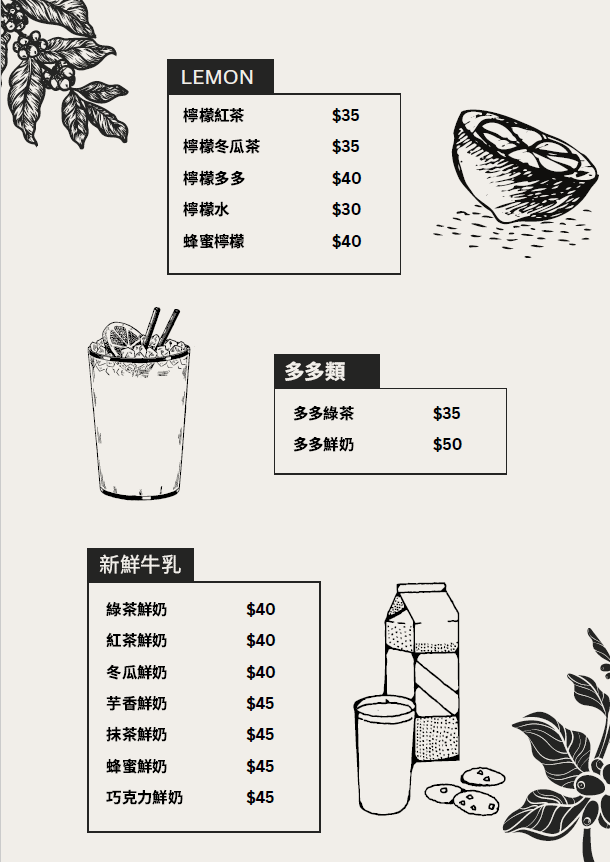 LEMON
檸檬紅茶 $35
檸檬冬瓜茶 $35
檸檬多多 $40
檸檬水 $30
蜂蜜檸檬 $40
多多類
多多綠茶 $35
多多鮮奶 $50
新鮮牛乳
綠茶鮮奶 $40
紅茶鮮奶 $40
冬瓜鮮奶 $40
芋香鮮奶 $45
抹茶鮮奶 $45
蜂蜜鮮奶 $45
巧克力鮮奶 $45